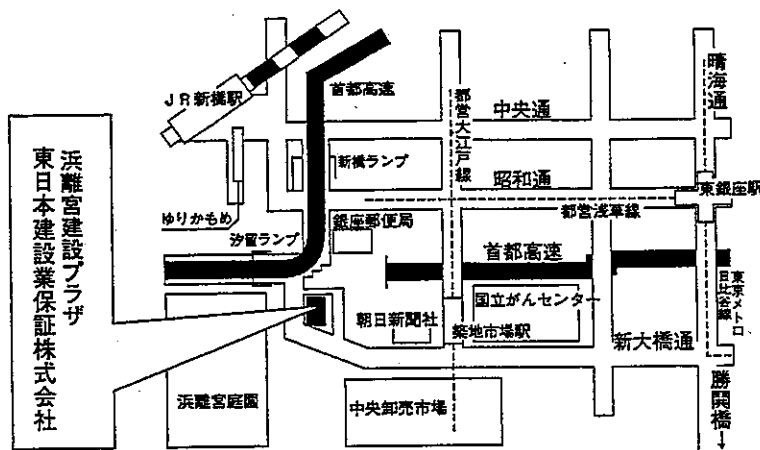 浜離宮建設プラザ
東日本建設業保証株式会社
JR新橋駅
首都高速
都営大江戸線
中央通
晴海通
新橋ランプ
昭和通
東銀座駅
ゆりかもめ
汐留ランプ
銀座郵便局
都営浅草線
首都高速
東京メトロ
日比谷線
国立がんセンター
朝日新聞社
築地市場駅
新大橋通
浜離宮庭園
中央卸売市場
勝開橋